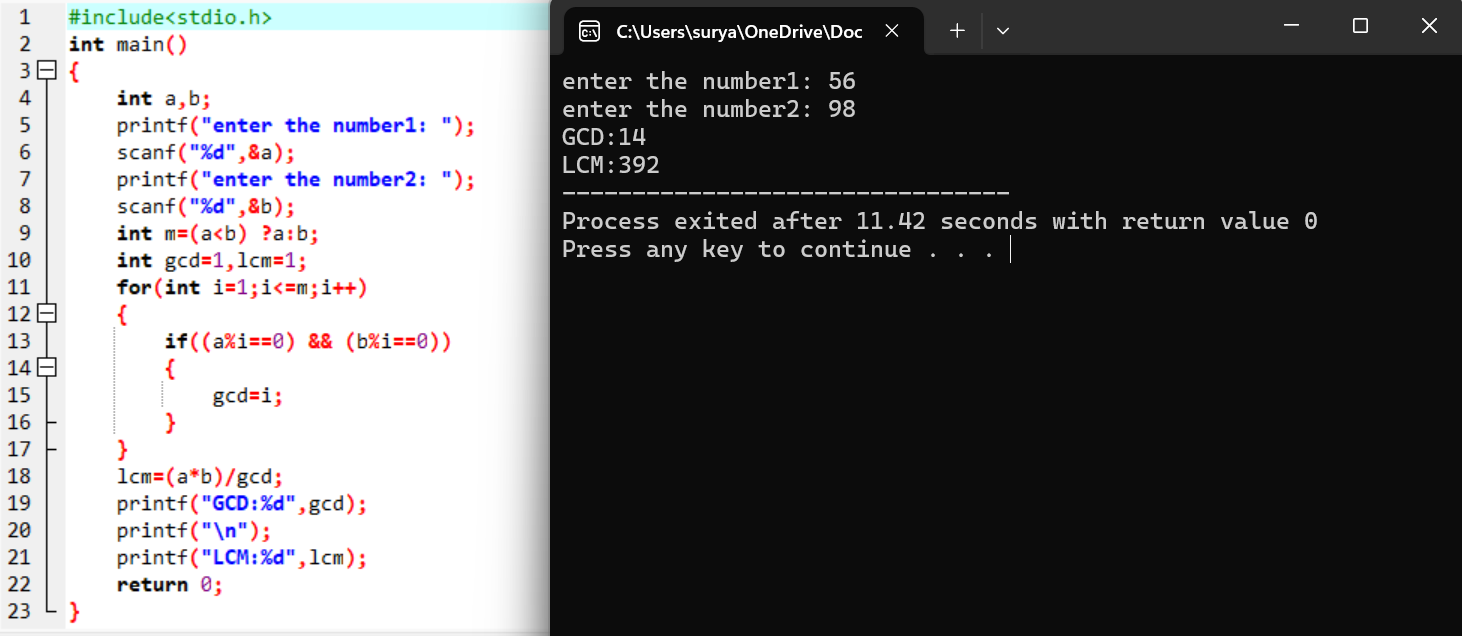 1 #include<stdio.h>
2 int main()
3 {
4 int a,b;
5 printf("enter the number1: ");
6 scanf("%d",&a);
7 printf("enter the number2: ");
8 scanf("%d",&b);
9 int m=(a<b) ?a:b;
10 int gcd=1,lcm=1;
11 for(int i=1;i<=m;i++)
12 {
13 if((a%i==0) && (b%i==0))
14 {
15 gcd=i;
16 }
17 }
18 lcm=(a*b)/gcd;
19 printf("GCD:%d",gcd);
20 printf("\n");
21 printf("LCM:%d",lcm);
22 return 0;
23 }
C:\Users\surya\OneDrive\Doc
enter the number1: 56
enter the number2: 98
GCD:14
LCM:392
--------------------------------
Process exited after 11.42 seconds with return value 0
Press any key to continue . . .